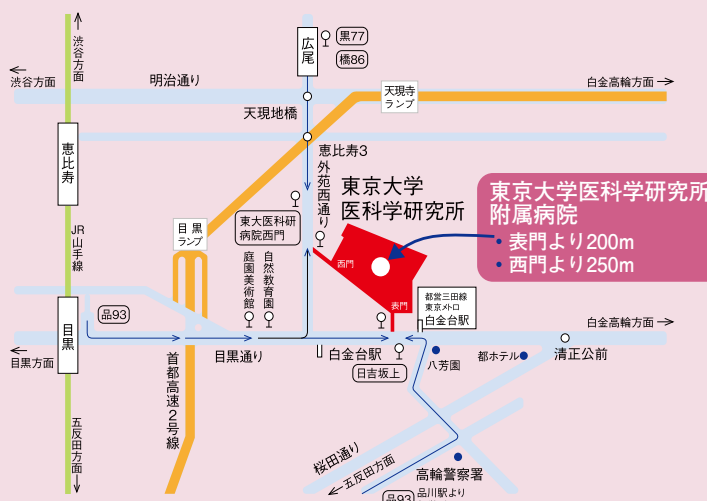 渋谷方面
渋谷方面
明治通り
広尾
黒77
橋86
天現寺
ランプ
白金高輪方面
天現地橋
恵比寿
恵比寿3
外苑西通り
東京大学
医科学研究所
東京大学医科学研究所
附属病院
• 表門より200m
• 西門より250m
東大医科研
病院西門
目黒
ランプ
JR山手線
西門
表門
庭園美術館
自然教育園
都営三田線
東京メトロ
白金台駅
品93
目黒
目黒方面
首都高速2号線
目黒通り
白金台駅
日吉坂上
八芳園
都ホテル
清正公前
白金高輪方面
五反田方面
桜田通り
五反田方面
高輪警察署
品93
品川駅より